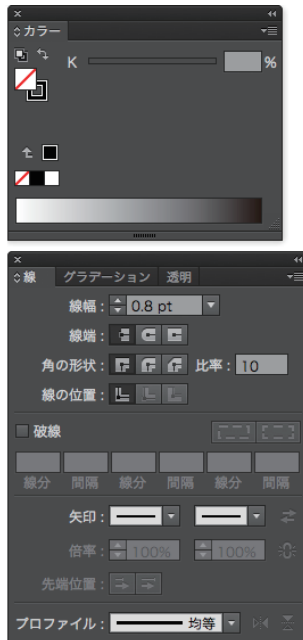 カラー
K %
線 グラデーション 透明
線幅： 0.8 pt
線端：
角の形状： 比率： 10
線の位置：
破線
線分 間隔 線分 間隔 線分 間隔
矢印：
倍率： 100% 100%
先端位置：
プロファイル： 均等